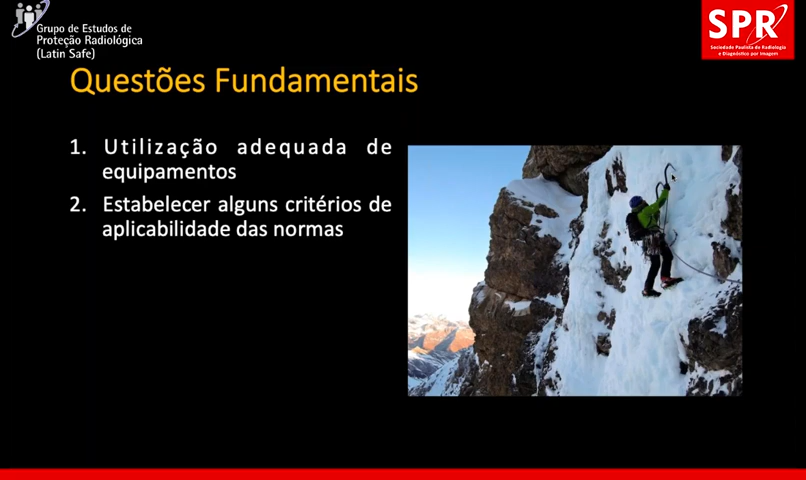 Grupo de Estudos de
Proteção Radiológica
(Latin Safe)
SPR
Sociedade Paulista de Radiologia
e Diagnóstico por Imagem
Questões Fundamentais
1. Utilização adequada de
equipamentos
2. Estabelecer alguns critérios de
aplicabilidade das normas